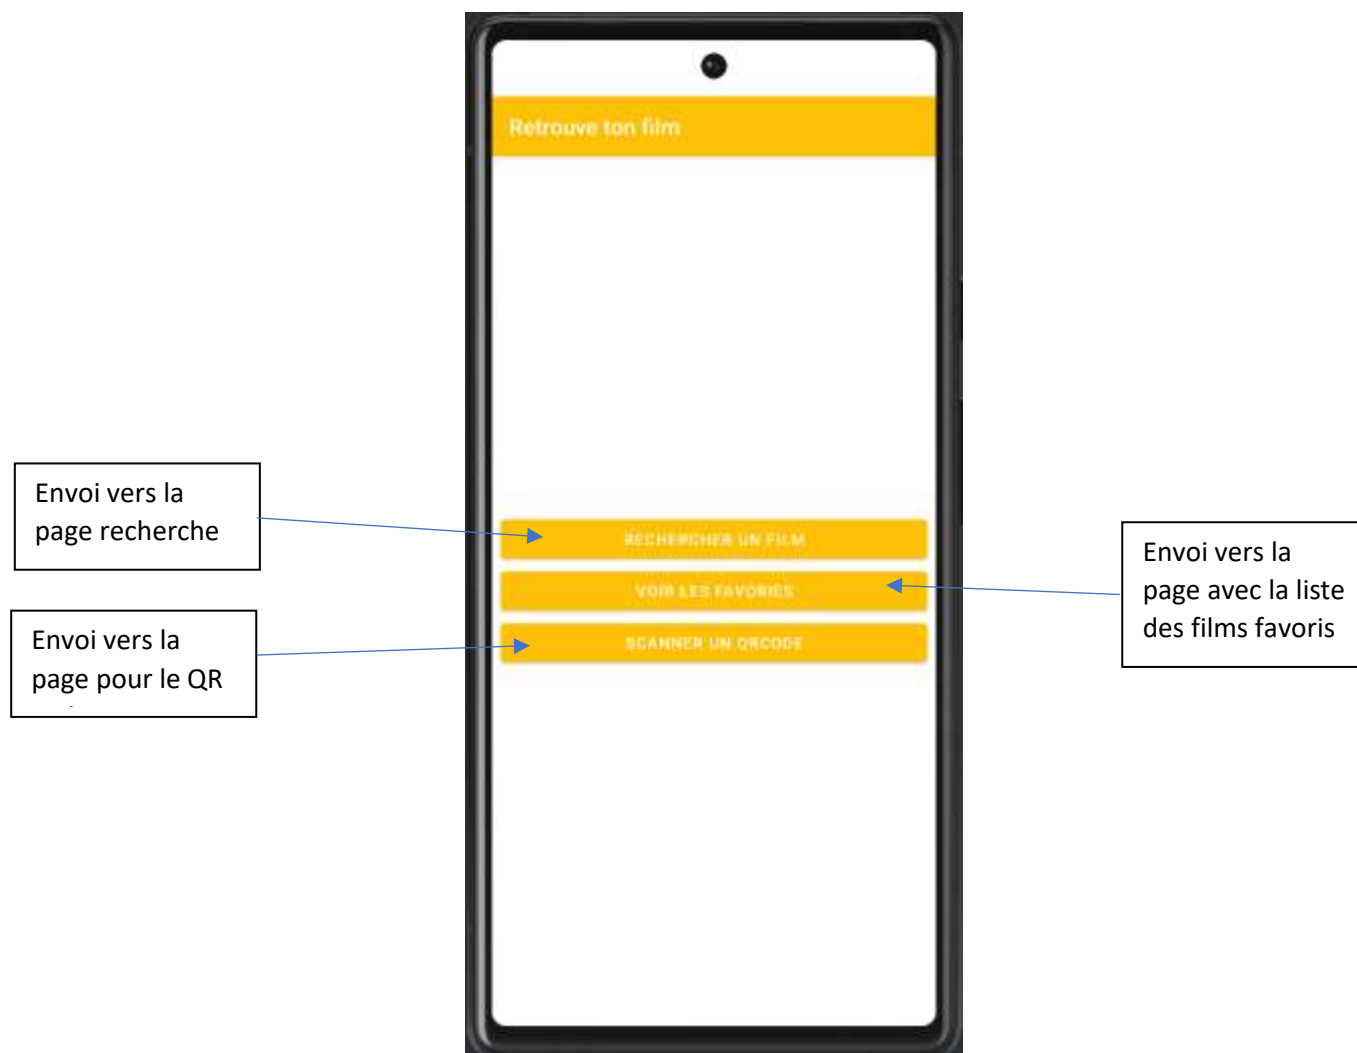 Retrouve ton film
Envoi vers la
page recherche
RECHERCHER UN FILM
VOIR LES FAVORIES
SCANNER UN QRCODE
Envoi vers la
page pour le QR
Envoi vers la
page avec la liste
des films favoris